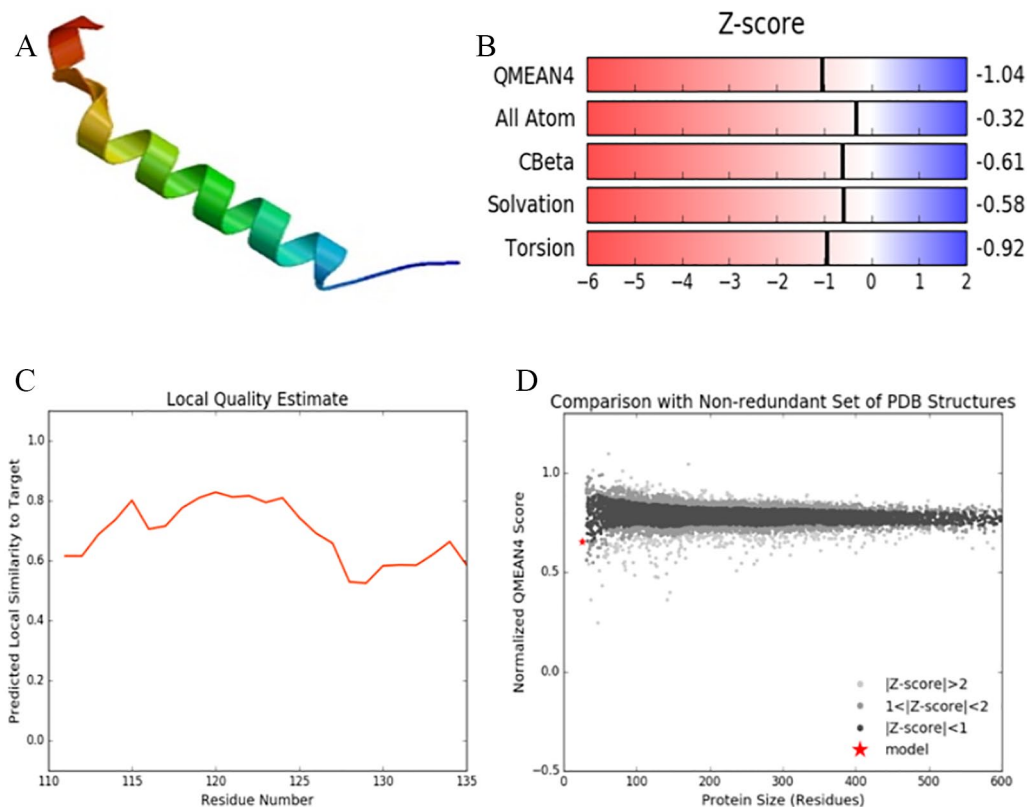 A
B
Z-score
QMEAN4 -1.04
All Atom -0.32
CBeta -0.61
Solvation -0.58
Torsion -0.92
−6 −5 −4 −3 −2 −1 0 1 2
C
Local Quality Estimate
Predicted Local Similarity to Target
1.0
0.8
0.6
0.4
0.2
0.0
110 115 120 125 130 135
Residue Number
D
Comparison with Non-redundant Set of PDB Structures
Normalized QMEAN4 Score
1.0
0.5
0.0
−0.5
|Z-score|>2
1<|Z-score|<2
|Z-score|<1
model
0 100 200 300 400 500 600
Protein Size (Residues)